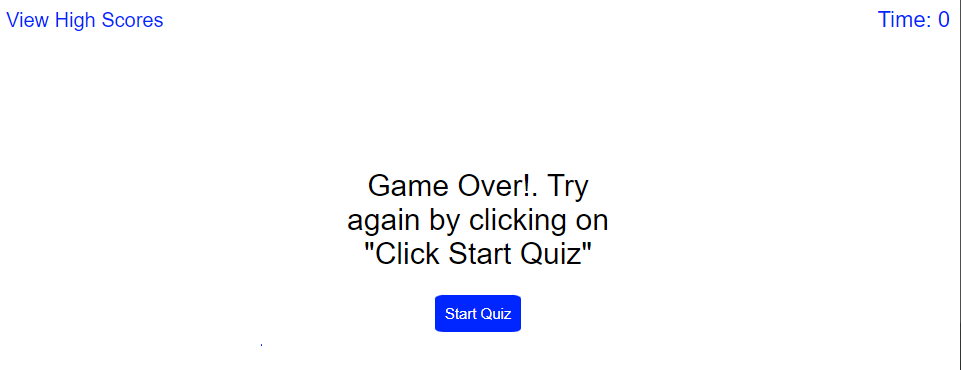 View High Scores
Time: 0
Game Over!. Try
again by clicking on
"Click Start Quiz"
Start Quiz